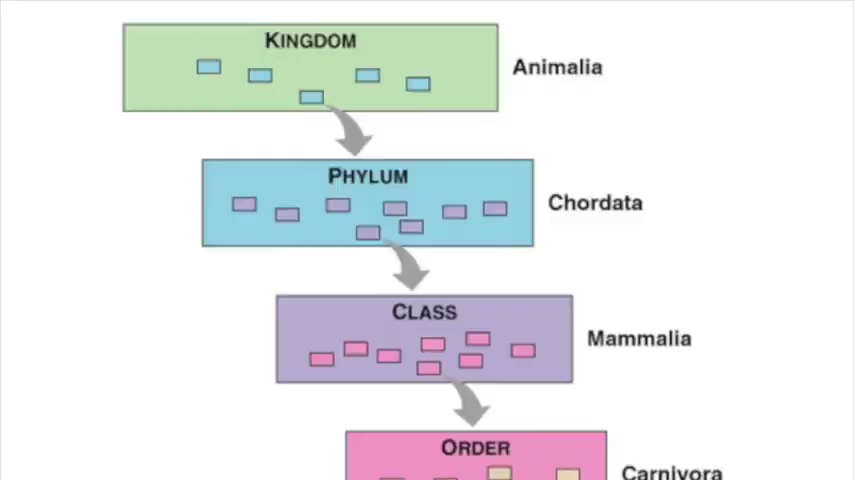 KINGDOM
Animalia
PHYLUM
Chordata
CLASS
Mammalia
ORDER
Carnivora